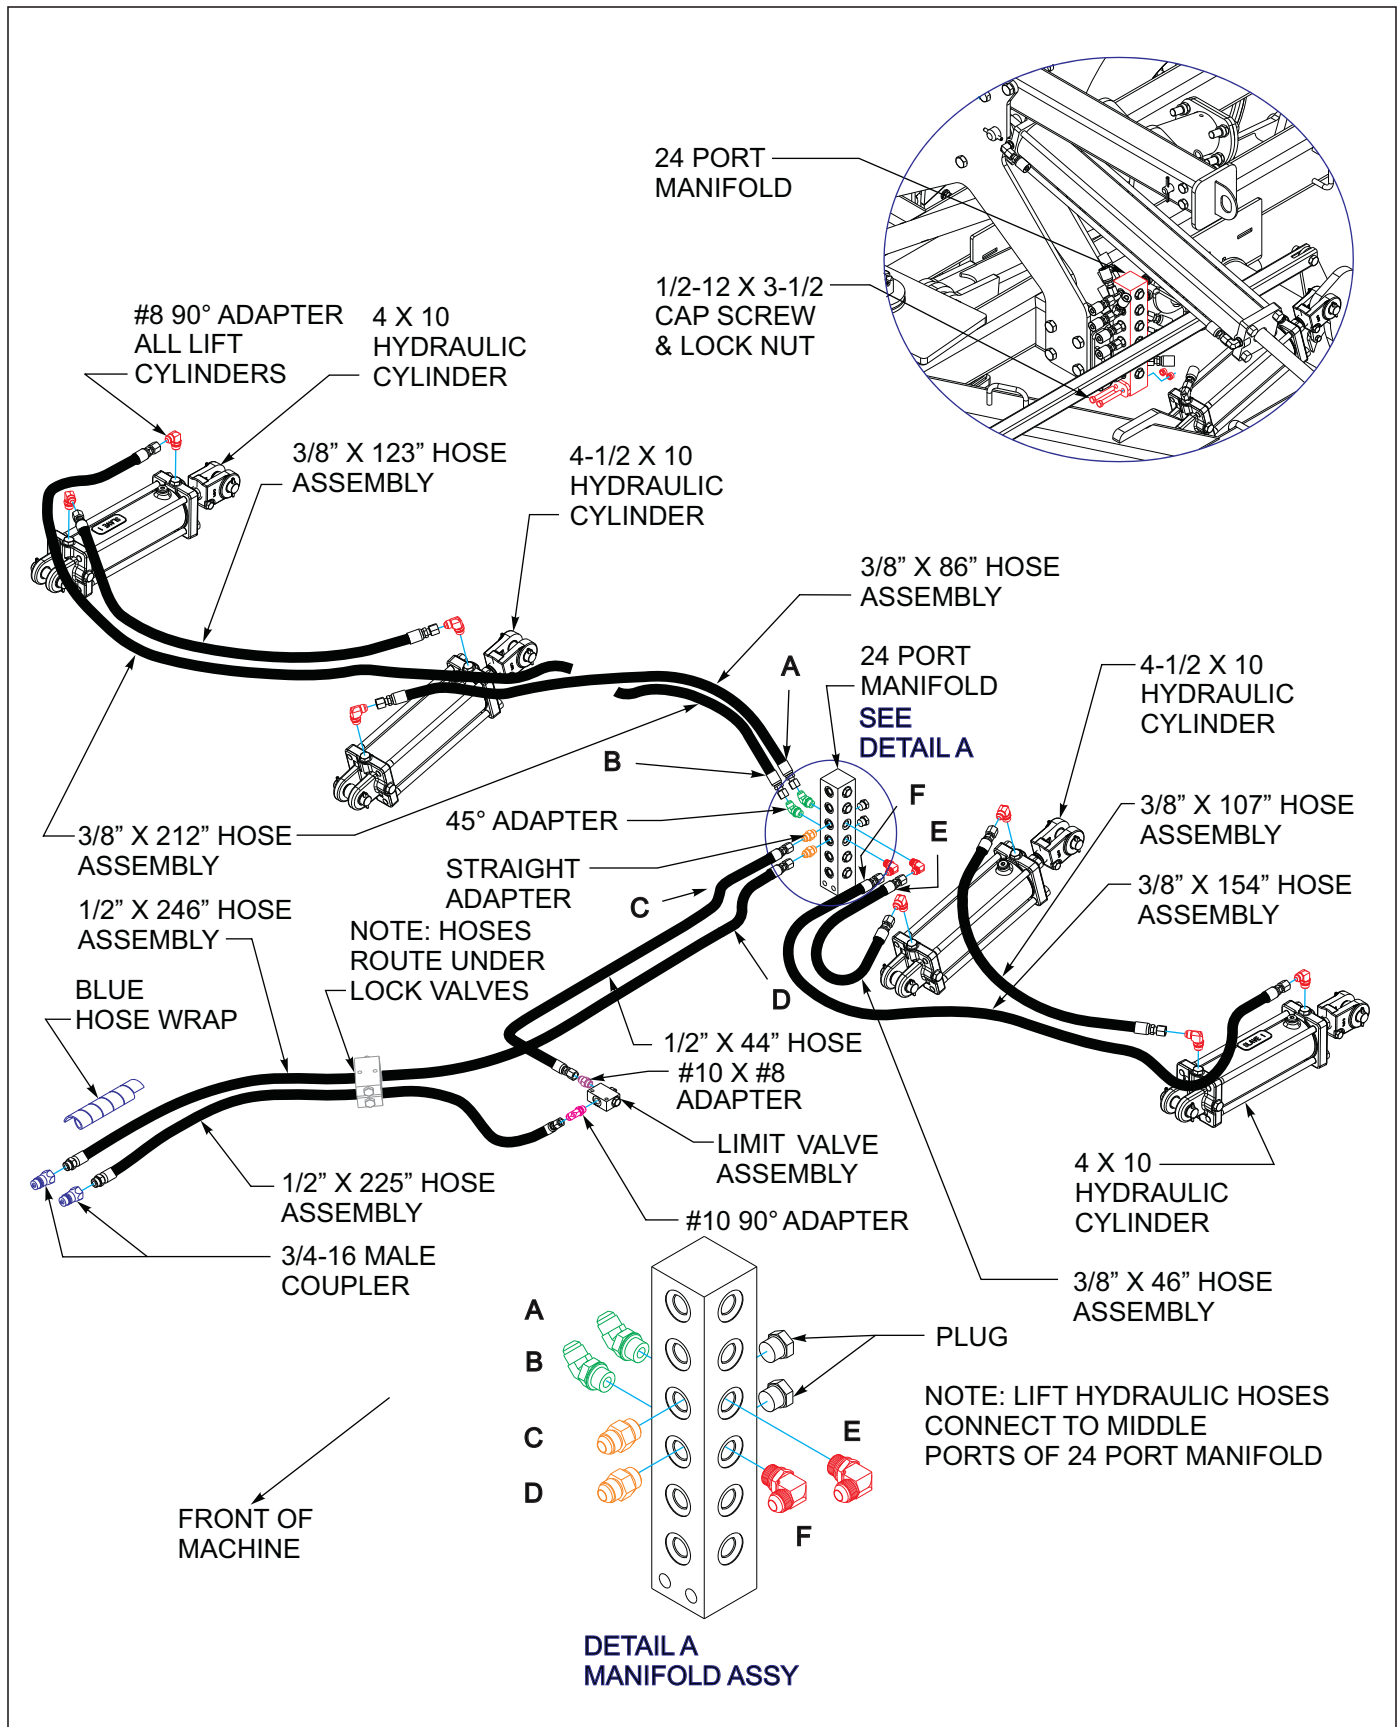 24 PORT
MANIFOLD
1/2-12 X 3-1/2
CAP SCREW
& LOCK NUT
#8 90° ADAPTER
ALL LIFT
CYLINDERS
4 X 10
HYDRAULIC
CYLINDER
3/8” X 123” HOSE
ASSEMBLY
4-1/2 X 10
HYDRAULIC
CYLINDER
3/8” X 86” HOSE
ASSEMBLY
A
24 PORT
MANIFOLD
SEE
DETAIL A
4-1/2 X 10
HYDRAULIC
CYLINDER
B
F
E
45° ADAPTER
3/8” X 107” HOSE
ASSEMBLY
3/8” X 212” HOSE
ASSEMBLY
STRAIGHT
ADAPTER
C
3/8” X 154” HOSE
ASSEMBLY
1/2” X 246” HOSE
ASSEMBLY
NOTE: HOSES
ROUTE UNDER
LOCK VALVES
D
BLUE
HOSE WRAP
1/2” X 44” HOSE
#10 X #8
ADAPTER
LIMIT VALVE
ASSEMBLY
4 X 10
HYDRAULIC
CYLINDER
1/2” X 225” HOSE
ASSEMBLY
#10 90° ADAPTER
3/4-16 MALE
COUPLER
3/8” X 46” HOSE
ASSEMBLY
A
B
C
D
PLUG
NOTE: LIFT HYDRAULIC HOSES
CONNECT TO MIDDLE
PORTS OF 24 PORT MANIFOLD
E
F
FRONT OF
MACHINE
DETAIL A
MANIFOLD ASSY